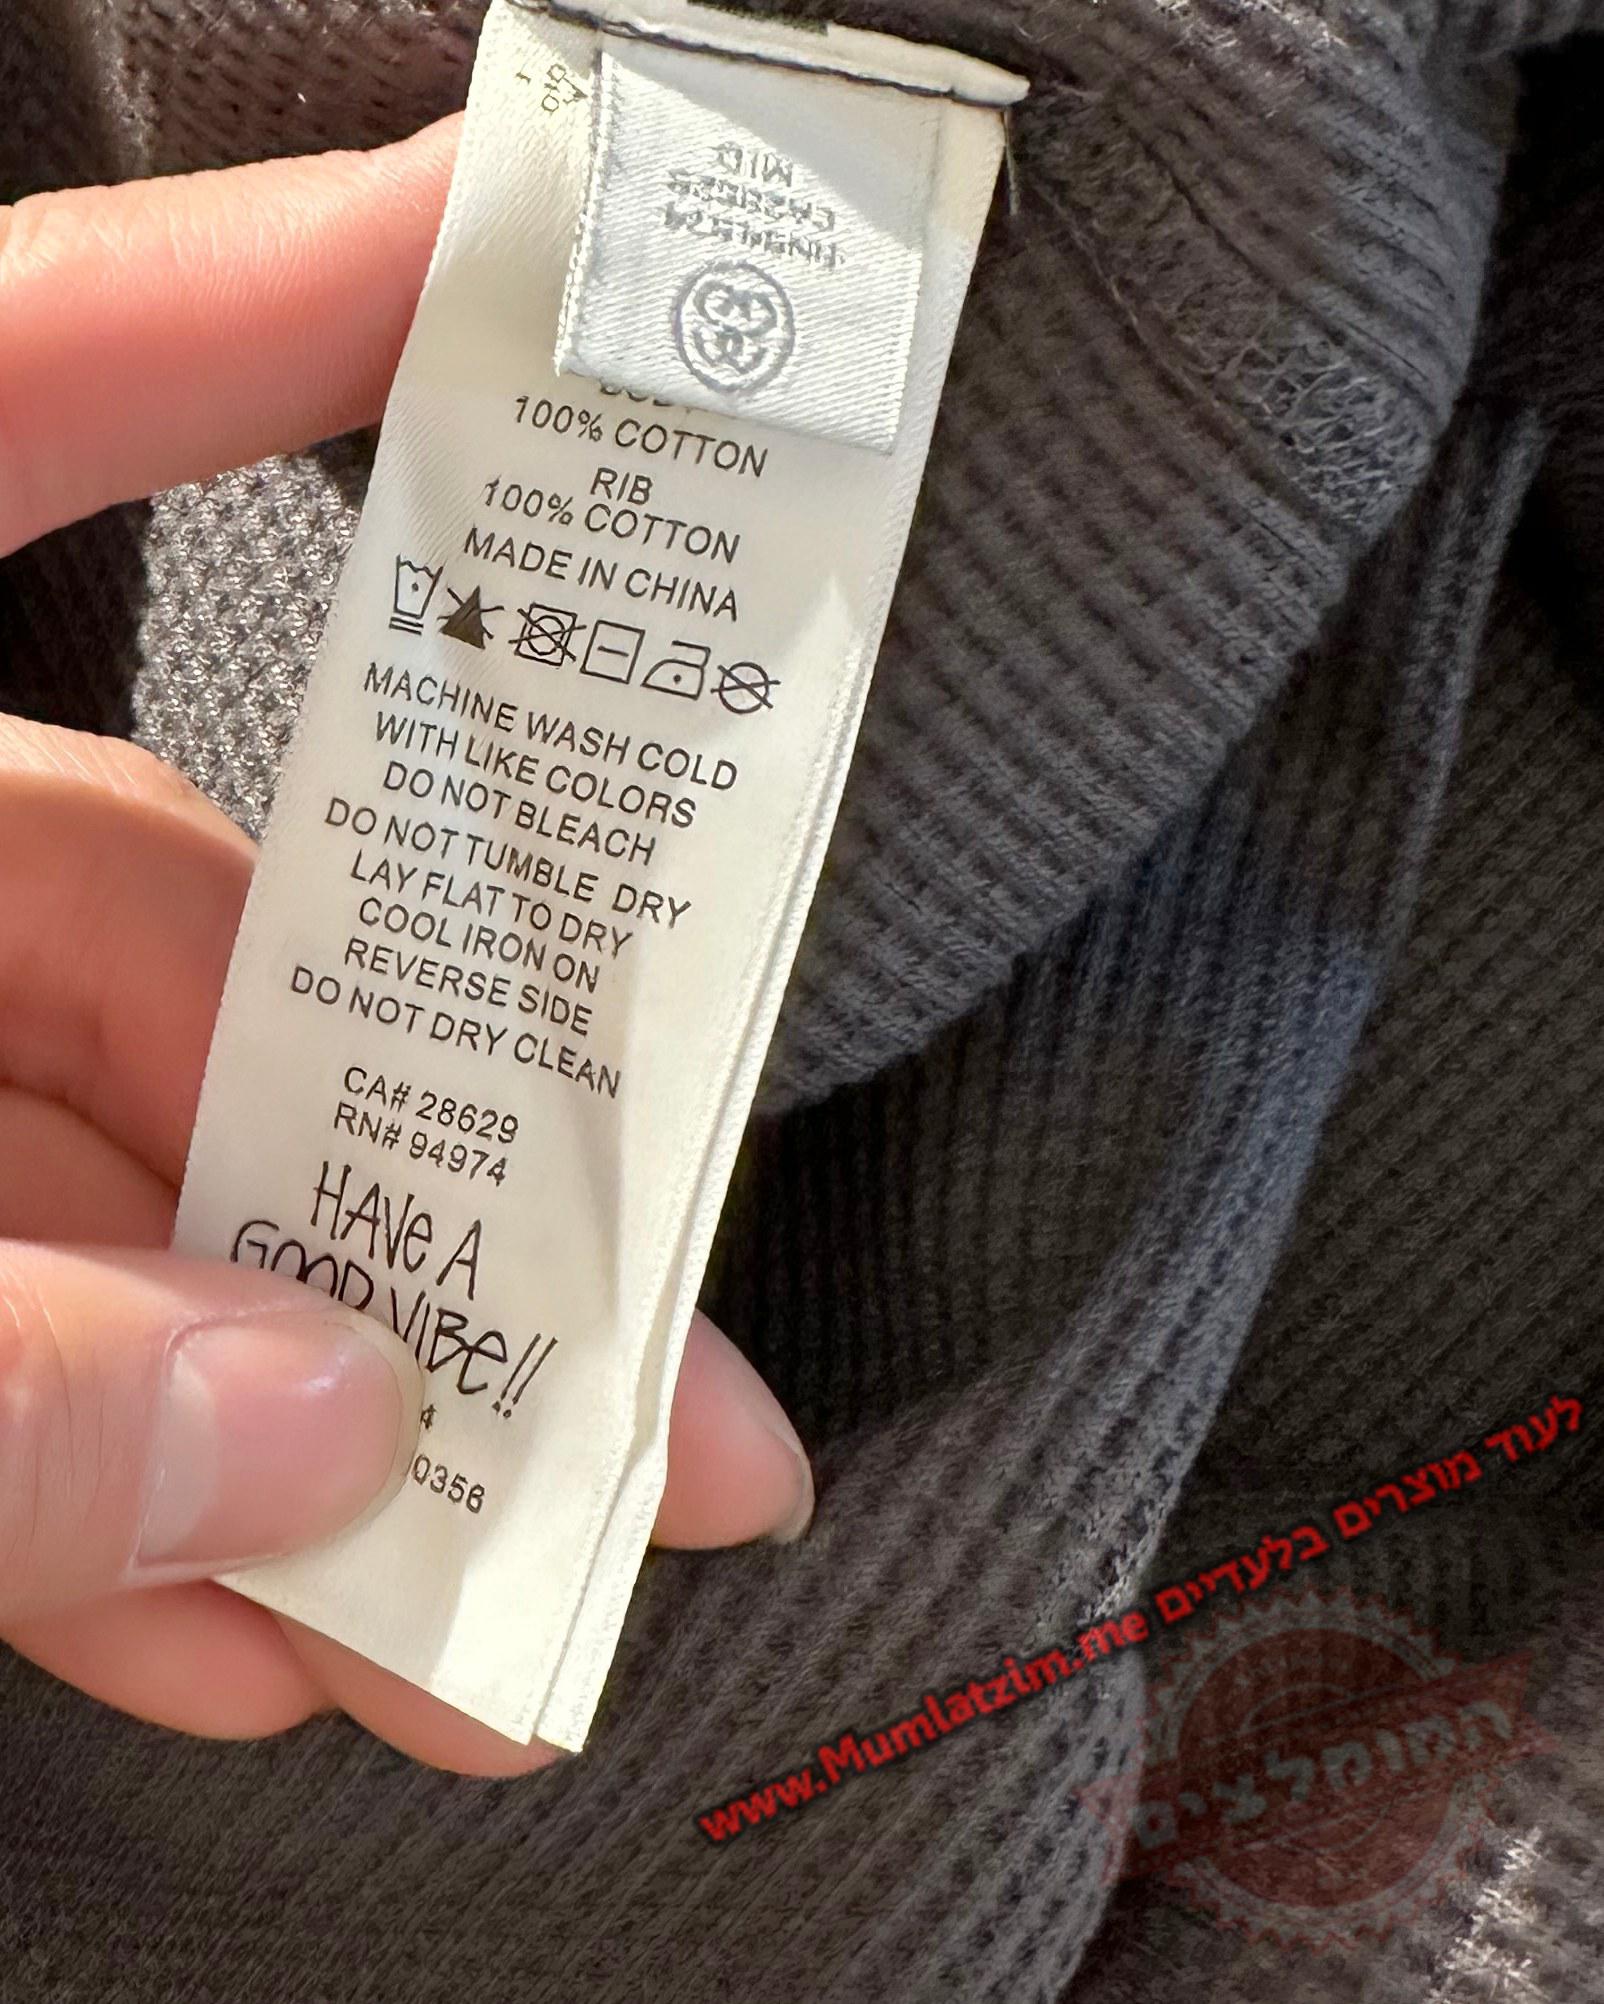 100% COTTON
RIB
100% COTTON
MADE IN CHINA
MACHINE WASH COLD
WITH LIKE COLORS
DO NOT BLEACH
DO NOT TUMBLE DRY
LAY FLAT TO DRY
COOL IRON ON
REVERSE SIDE
DO NOT DRY CLEAN
CA# 28629
RN# 94974
HAVE A
GOOD VIBE!!
0356
לעוד מוצרים בלעדיים www.Mumlatzim.me
המומלצים